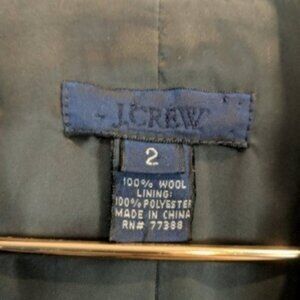 J.CREW
2
100% WOOL
LINING:
100% POLYESTER
MADE IN CHINA
RN# 77388